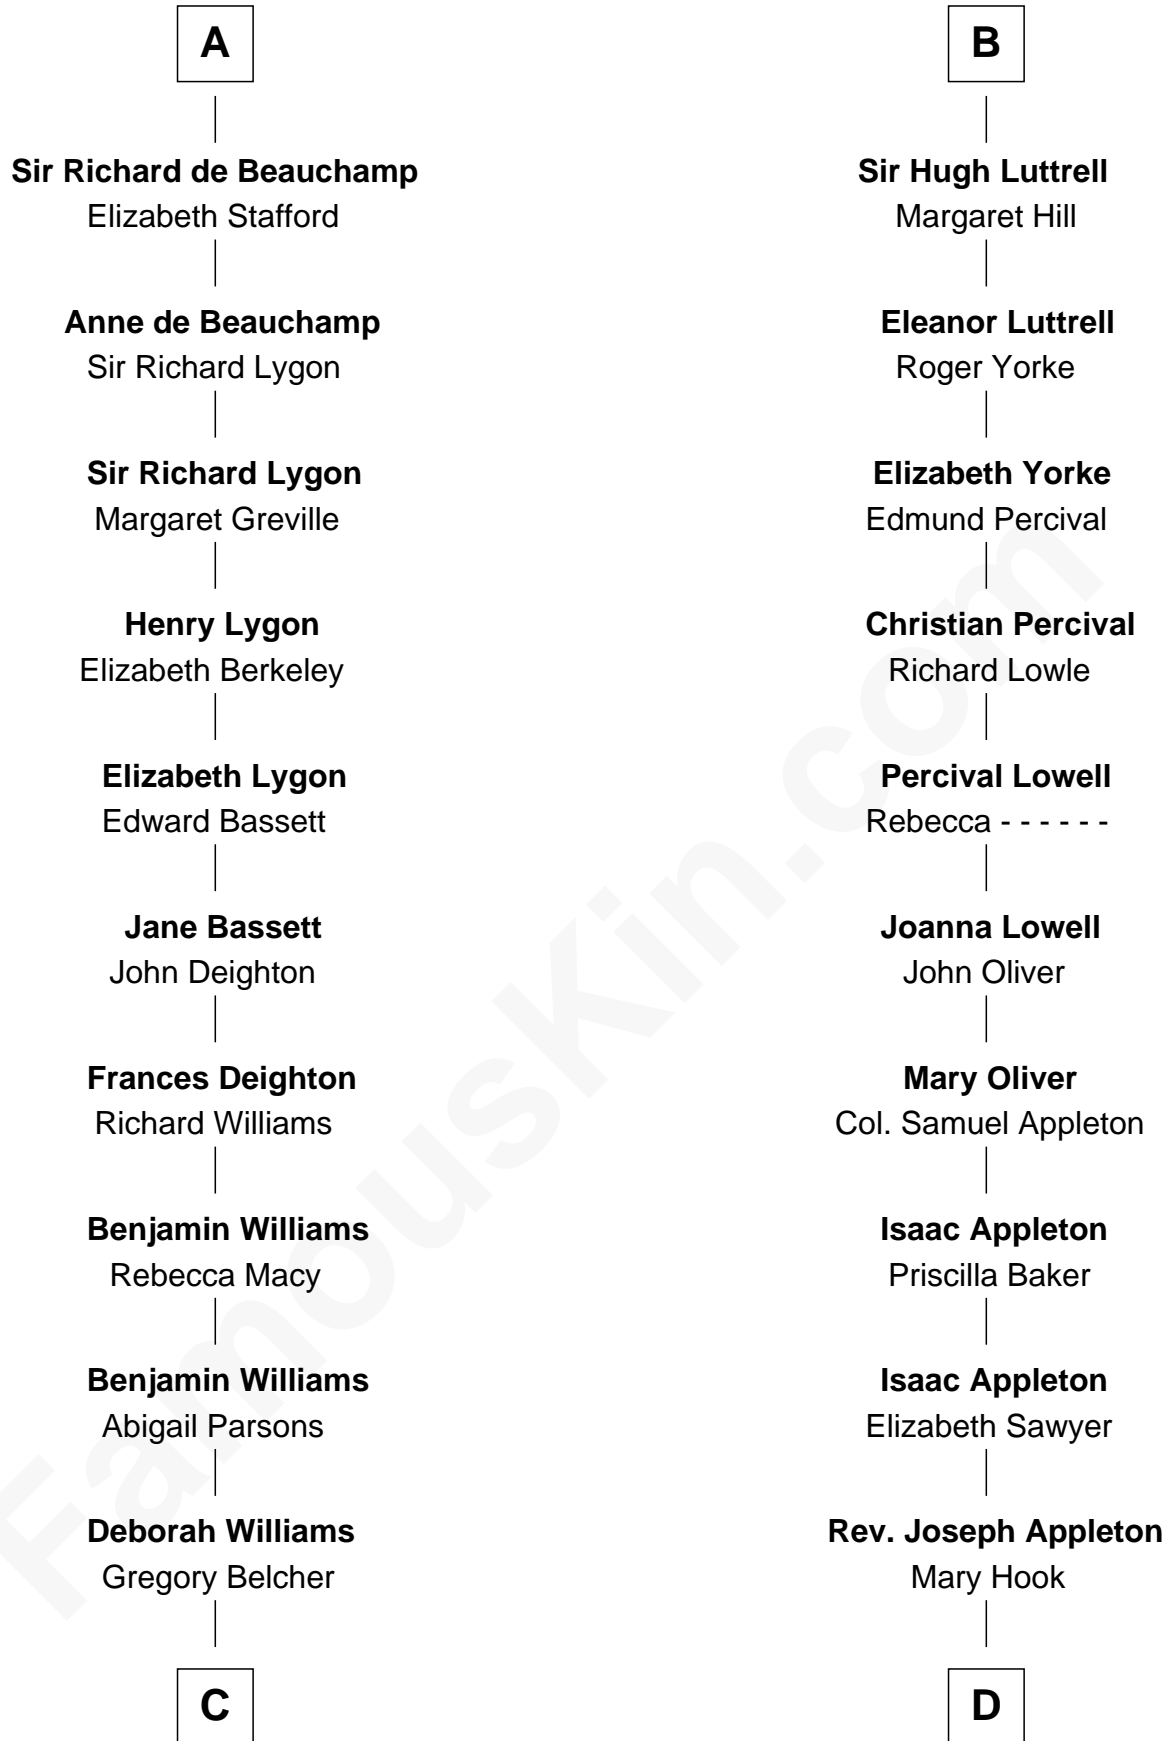 A
Sir Richard de Beauchamp
Elizabeth Stafford
Anne de Beauchamp
Sir Richard Lygon
Sir Richard Lygon
Margaret Greville
Henry Lygon
Elizabeth Berkeley
Elizabeth Lygon
Edward Bassett
Jane Bassett
John Deighton
Frances Deighton
Richard Williams
Benjamin Williams
Rebecca Macy
Benjamin Williams
Abigail Parsons
Deborah Williams
Gregory Belcher
C
B
Sir Hugh Luttrell
Margaret Hill
Eleanor Luttrell
Roger Yorke
Elizabeth Yorke
Edmund Percival
Christian Percival
Richard Lowle
Percival Lowell
Rebecca - - - - - -
Joanna Lowell
John Oliver
Mary Oliver
Col. Samuel Appleton
Isaac Appleton
Priscilla Baker
Isaac Appleton
Elizabeth Sawyer
Rev. Joseph Appleton
Mary Hook
D
FamousKin.com